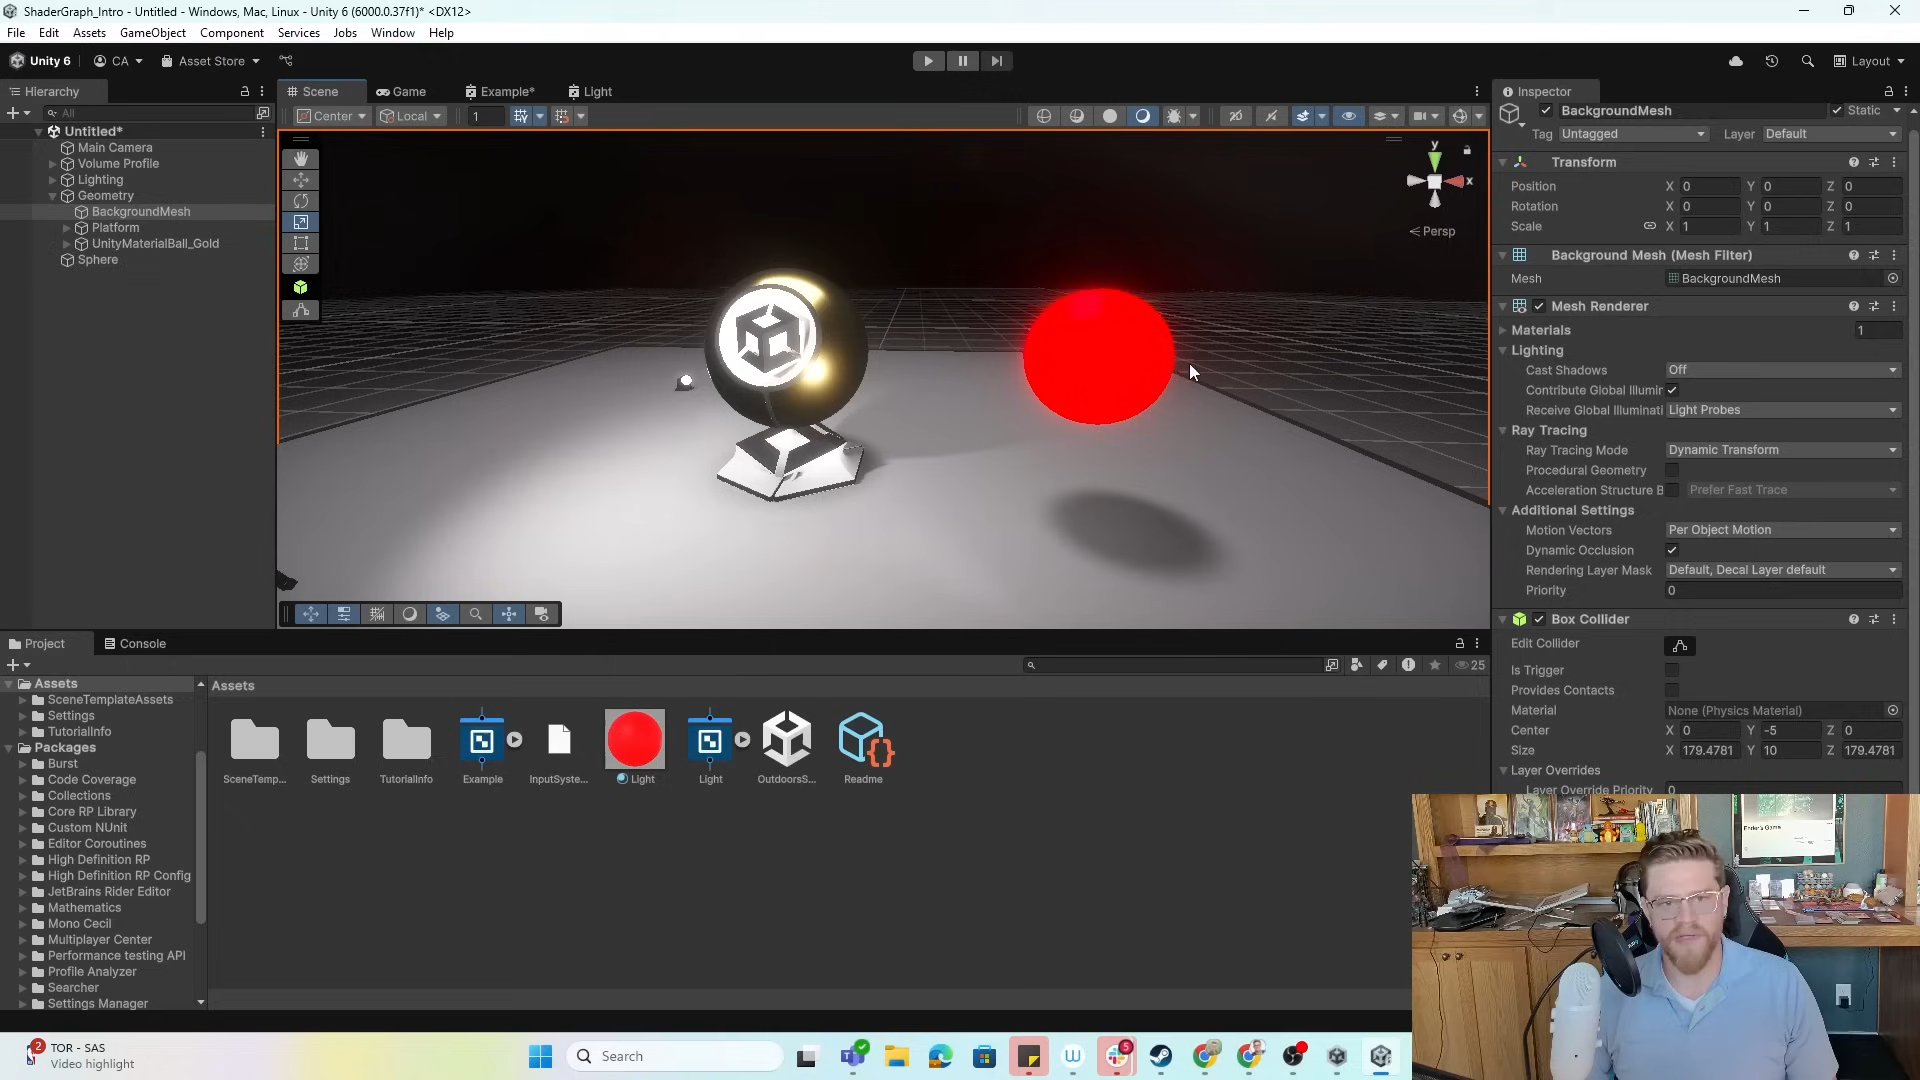 ShaderGraph_Intro - Untitled - Windows, Mac, Linux - Unity 6 (6000.0.37f1)* <DX12>
File Edit Assets GameObject Component Services Jobs Window Help
Unity 6 CA Asset Store Layout
Hierarchy
All
Untitled*
Main Camera
Volume Profile
Lighting
Geometry
BackgroundMesh
Platform
UnityMaterialBall_Gold
Sphere
Scene Game Example* Light
Center Local 1
y
x
Persp
Inspector
BackgroundMesh Static
Tag Untagged Layer Default
Transform
Position X 0 Y 0 Z 0
Rotation X 0 Y 0 Z 0
Scale X 1 Y 1 Z 1
Background Mesh (Mesh Filter)
Mesh BackgroundMesh
Mesh Renderer
Materials 1
Lighting
Cast Shadows Off
Contribute Global Illumir
Receive Global Illuminati Light Probes
Ray Tracing
Ray Tracing Mode Dynamic Transform
Procedural Geometry
Acceleration Structure B Prefer Fast Trace
Additional Settings
Motion Vectors Per Object Motion
Dynamic Occlusion
Rendering Layer Mask Default, Decal Layer default
Priority 0
Box Collider
Edit Collider
Is Trigger
Provides Contacts
Material None (Physics Material)
Center X 0 Y -5 Z 0
Size X 179.4781 Y 10 Z 179.4781
Layer Overrides
Layer Override Priority 0
Project Console
25
Assets
SceneTemplateAssets
Settings
TutorialInfo
Packages
Burst
Code Coverage
Collections
Core RP Library
Custom NUnit
Editor Coroutines
High Definition RP
High Definition RP Config
JetBrains Rider Editor
Mathematics
Mono Cecil
Multiplayer Center
Performance testing API
Profile Analyzer
Searcher
Settings Manager
Assets
SceneTemp... Settings TutorialInfo Example InputSyste... Light Light OutdoorsS... Readme
Ender's Game
2
TOR - SAS
Video highlight
Search
5